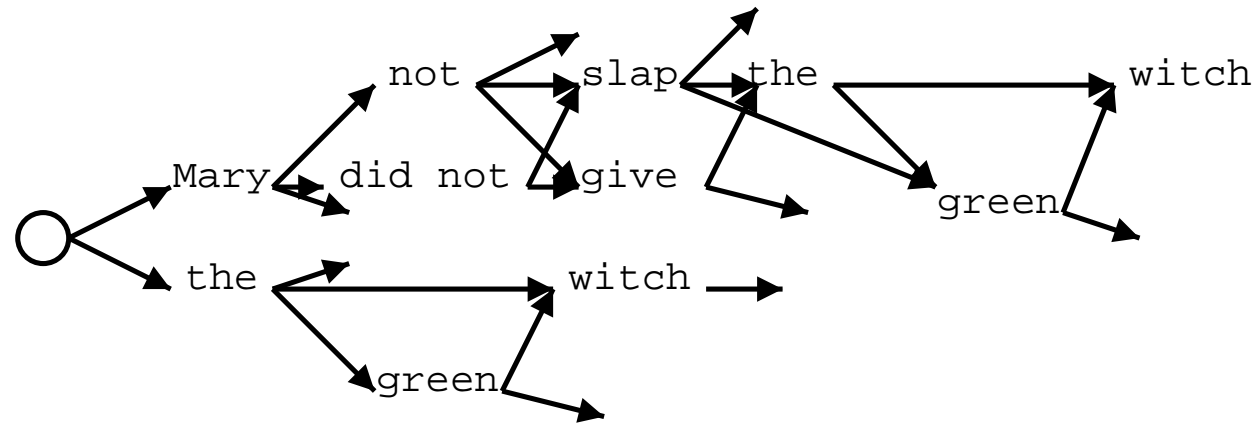 not slap the witch
Mary did not give
green
the witch
green